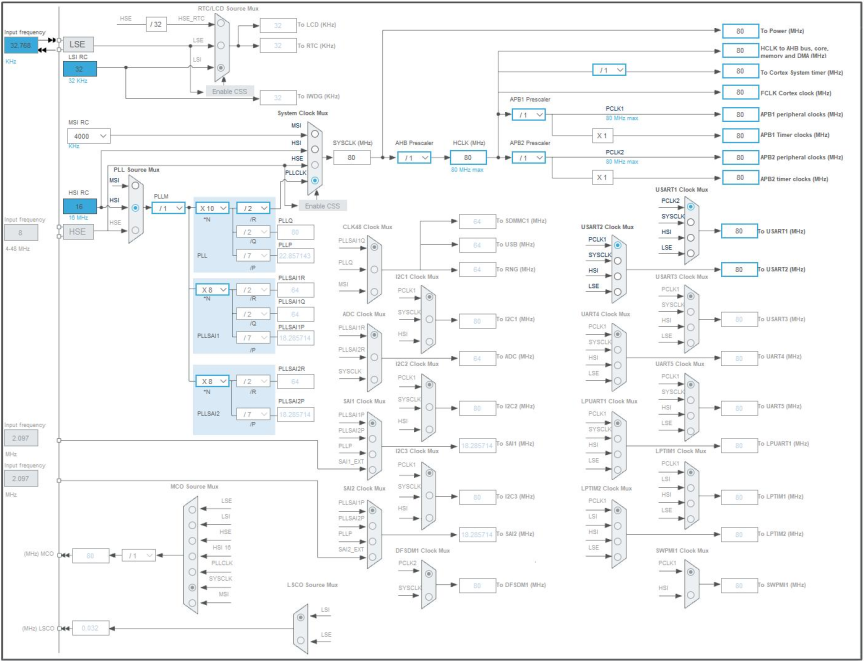 RTC/LCD Source Mux
HSE
/ 32
HSE_RTC
32
To LCD (KHz)
Input frequency
32.768
KHz
LSE
LSE
32
To RTC (KHz)
LSI RC
32
32 KHz
LSI
Enable CSS
32
To IWDG (KHz)
System Clock Mux
MSI RC
4000
KHz
MSI
HSI
HSE
PLLCLK
Enable CSS
SYSCLK (MHz)
80
AHB Prescaler
/ 1
HCLK (MHz)
80
80 MHz max
80
To Power (MHz)
80
HCLK to AHB bus, core,
memory and DMA (MHz)
/ 1
80
To Cortex System timer (MHz)
80
FCLK Cortex clock (MHz)
APB1 Prescaler
/ 1
PCLK1
80 MHz max
80
APB1 peripheral clocks (MHz)
X 1
80
APB1 Timer clocks (MHz)
APB2 Prescaler
/ 1
PCLK2
80 MHz max
80
APB2 peripheral clocks (MHz)
X 1
80
APB2 timer clocks (MHz)
PLL Source Mux
MSI
HSI
HSE
HSI RC
16
16 MHz
Input frequency
8
4-48 MHz
HSE
PLLM
/ 1
X 10
*N
/ 2
/R
PLLQ
/ 2
80
/Q
PLLP
PLL
/ 7
22.857143
/P
PLLSAI1R
X 8
*N
/ 2
64
/R
PLLSAI1Q
/ 2
64
/Q
PLLSAI1P
PLLSAI1
/ 7
18.285714
/P
PLLSAI2R
X 8
*N
/ 2
64
/R
PLLSAI2P
PLLSAI2
/ 7
18.285714
/P
CLK48 Clock Mux
PLLSAI1Q
PLLQ
MSI
64
To SDMMC1 (MHz)
64
To USB (MHz)
64
To RNG (MHz)
I2C1 Clock Mux
PCLK1
SYSCLK
HSI
80
To I2C1 (MHz)
ADC Clock Mux
PLLSAI1R
PLLSAI2R
SYSCLK
64
To ADC (MHz)
I2C2 Clock Mux
PCLK1
SYSCLK
HSI
80
To I2C2 (MHz)
SAI1 Clock Mux
PLLSAI1P
PLLSAI2P
PLLP
SAI1_EXT
18.285714
To SAI1 (MHz)
I2C3 Clock Mux
PCLK1
SYSCLK
HSI
80
To I2C3 (MHz)
SAI2 Clock Mux
PLLSAI1P
PLLSAI2P
PLLP
SAI2_EXT
18.285714
To SAI2 (MHz)
DFSDM1 Clock Mux
PCLK2
SYSCLK
80
To DFSDM1 (MHz)
USART1 Clock Mux
PCLK2
SYSCLK
HSI
LSE
80
To USART1 (MHz)
USART2 Clock Mux
PCLK1
SYSCLK
HSI
LSE
80
To USART2 (MHz)
USART3 Clock Mux
PCLK1
SYSCLK
HSI
LSE
80
To USART3 (MHz)
UART4 Clock Mux
PCLK1
SYSCLK
HSI
LSE
80
To UART4 (MHz)
UART5 Clock Mux
PCLK1
SYSCLK
HSI
LSE
80
To UART5 (MHz)
LPUART1 Clock Mux
PCLK1
SYSCLK
HSI
LSE
80
To LPUART1 (MHz)
LPTIM1 Clock Mux
PCLK1
LSI
HSI
LSE
80
To LPTIM1 (MHz)
LPTIM2 Clock Mux
PCLK1
LSI
HSI
LSE
80
To LPTIM2 (MHz)
SWPMI1 Clock Mux
PCLK1
HSI
80
To SWPMI1 (MHz)
Input frequency
2.097
MHz
Input frequency
2.097
MHz
MCO Source Mux
LSE
LSI
HSE
HSI 16
PLLCLK
SYSCLK
MSI
(MHz) MCO
80
/ 1
LSCO Source Mux
LSI
LSE
(MHz) LSCO
0.032